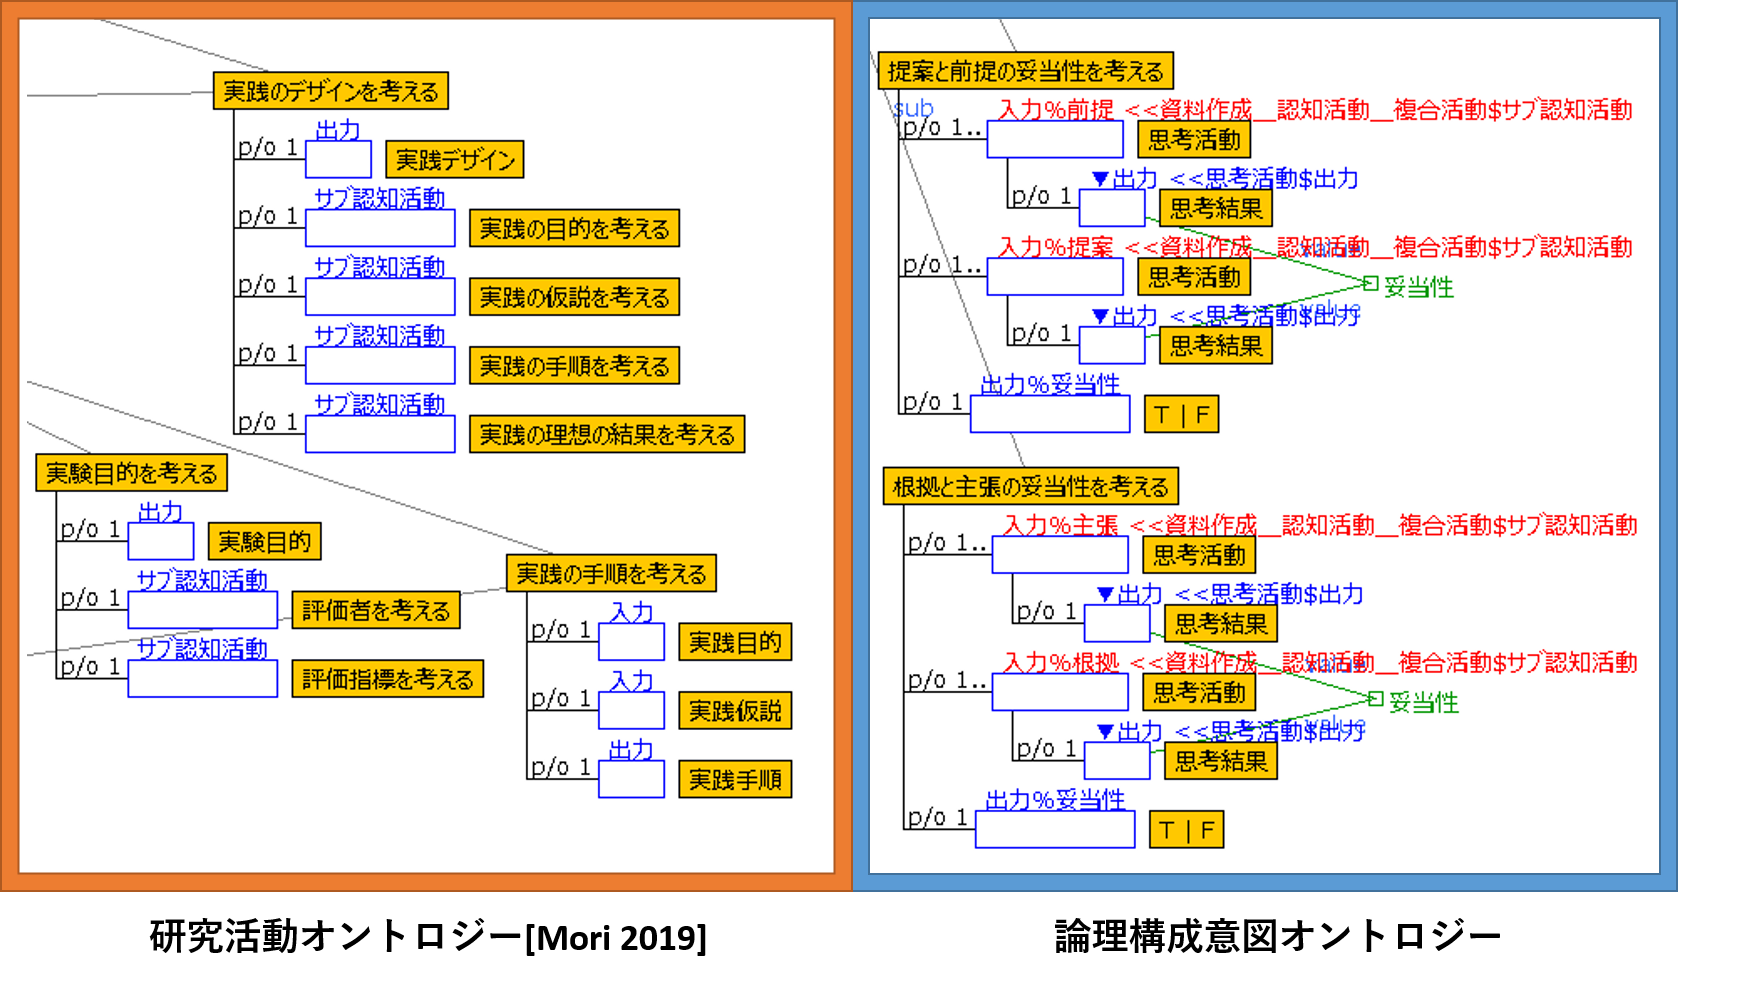 実践のデザインを考える
p/o 1 出力 実践デザイン
p/o 1 サブ認知活動 実践の目的を考える
p/o 1 サブ認知活動 実践の仮説を考える
p/o 1 サブ認知活動 実践の手順を考える
p/o 1 サブ認知活動 実践の理想の結果を考える
実験目的を考える
p/o 1 出力 実験目的
p/o 1 サブ認知活動 評価者を考える
p/o 1 サブ認知活動 評価指標を考える
実践の手順を考える
p/o 1 入力 実践目的
p/o 1 入力 実践仮説
p/o 1 出力 実践手順
研究活動オントロジー[Mori 2019]
提案と前提の妥当性を考える
sub
p/o 1.. 入力%前提 <<資料作成__認知活動__複合活動$サブ認知活動
思考活動
p/o 1 ▼出力 <<思考活動$出力
思考結果
value
p/o 1.. 入力%提案 <<資料作成__認知活動__複合活動$サブ認知活動
思考活動
妥当性
value
p/o 1 ▼出力 <<思考活動$出力
思考結果
p/o 1 出力%妥当性 T｜F
根拠と主張の妥当性を考える
p/o 1.. 入力%主張 <<資料作成__認知活動__複合活動$サブ認知活動
思考活動
p/o 1 ▼出力 <<思考活動$出力
思考結果
value
p/o 1.. 入力%根拠 <<資料作成__認知活動__複合活動$サブ認知活動
思考活動
妥当性
value
p/o 1 ▼出力 <<思考活動$出力
思考結果
p/o 1 出力%妥当性 T｜F
論理構成意図オントロジー